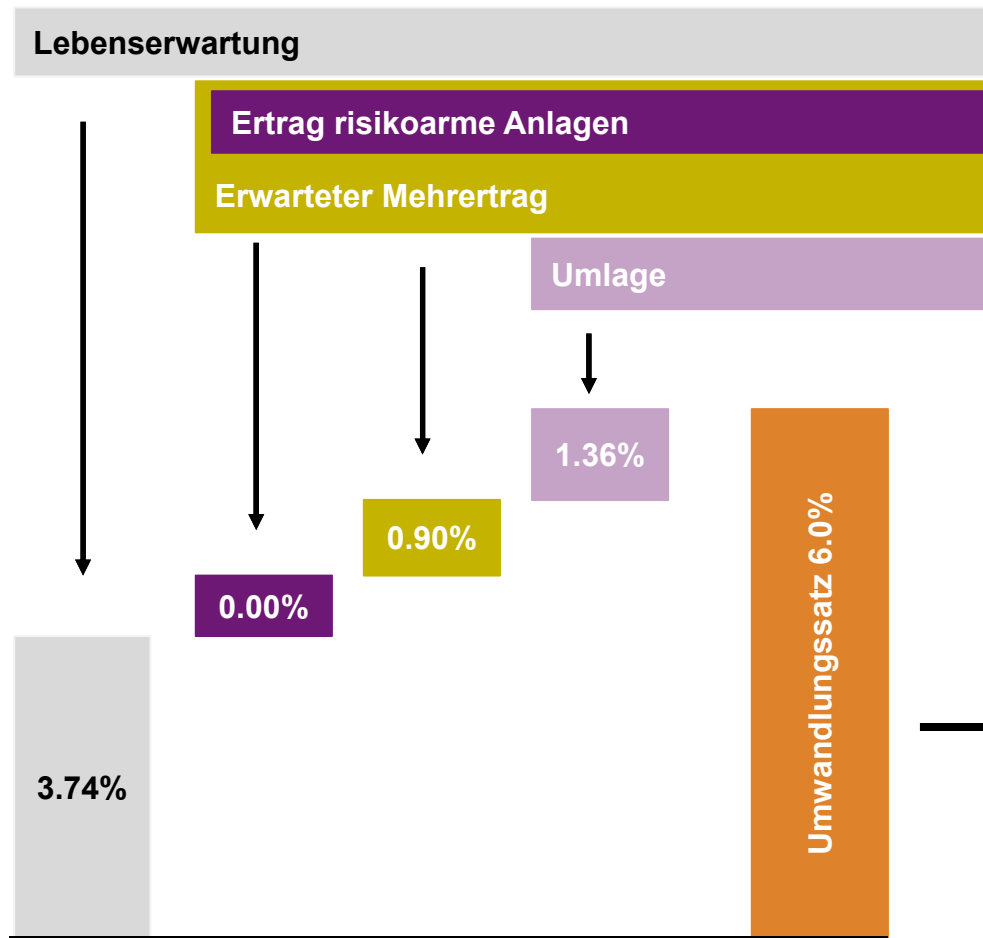 Lebenserwartung
Ertrag risikoarme Anlagen
Erwarteter Mehrertrag
Umlage
1.36%
0.90%
0.00%
3.74%
Umwandlungssatz 6.0%